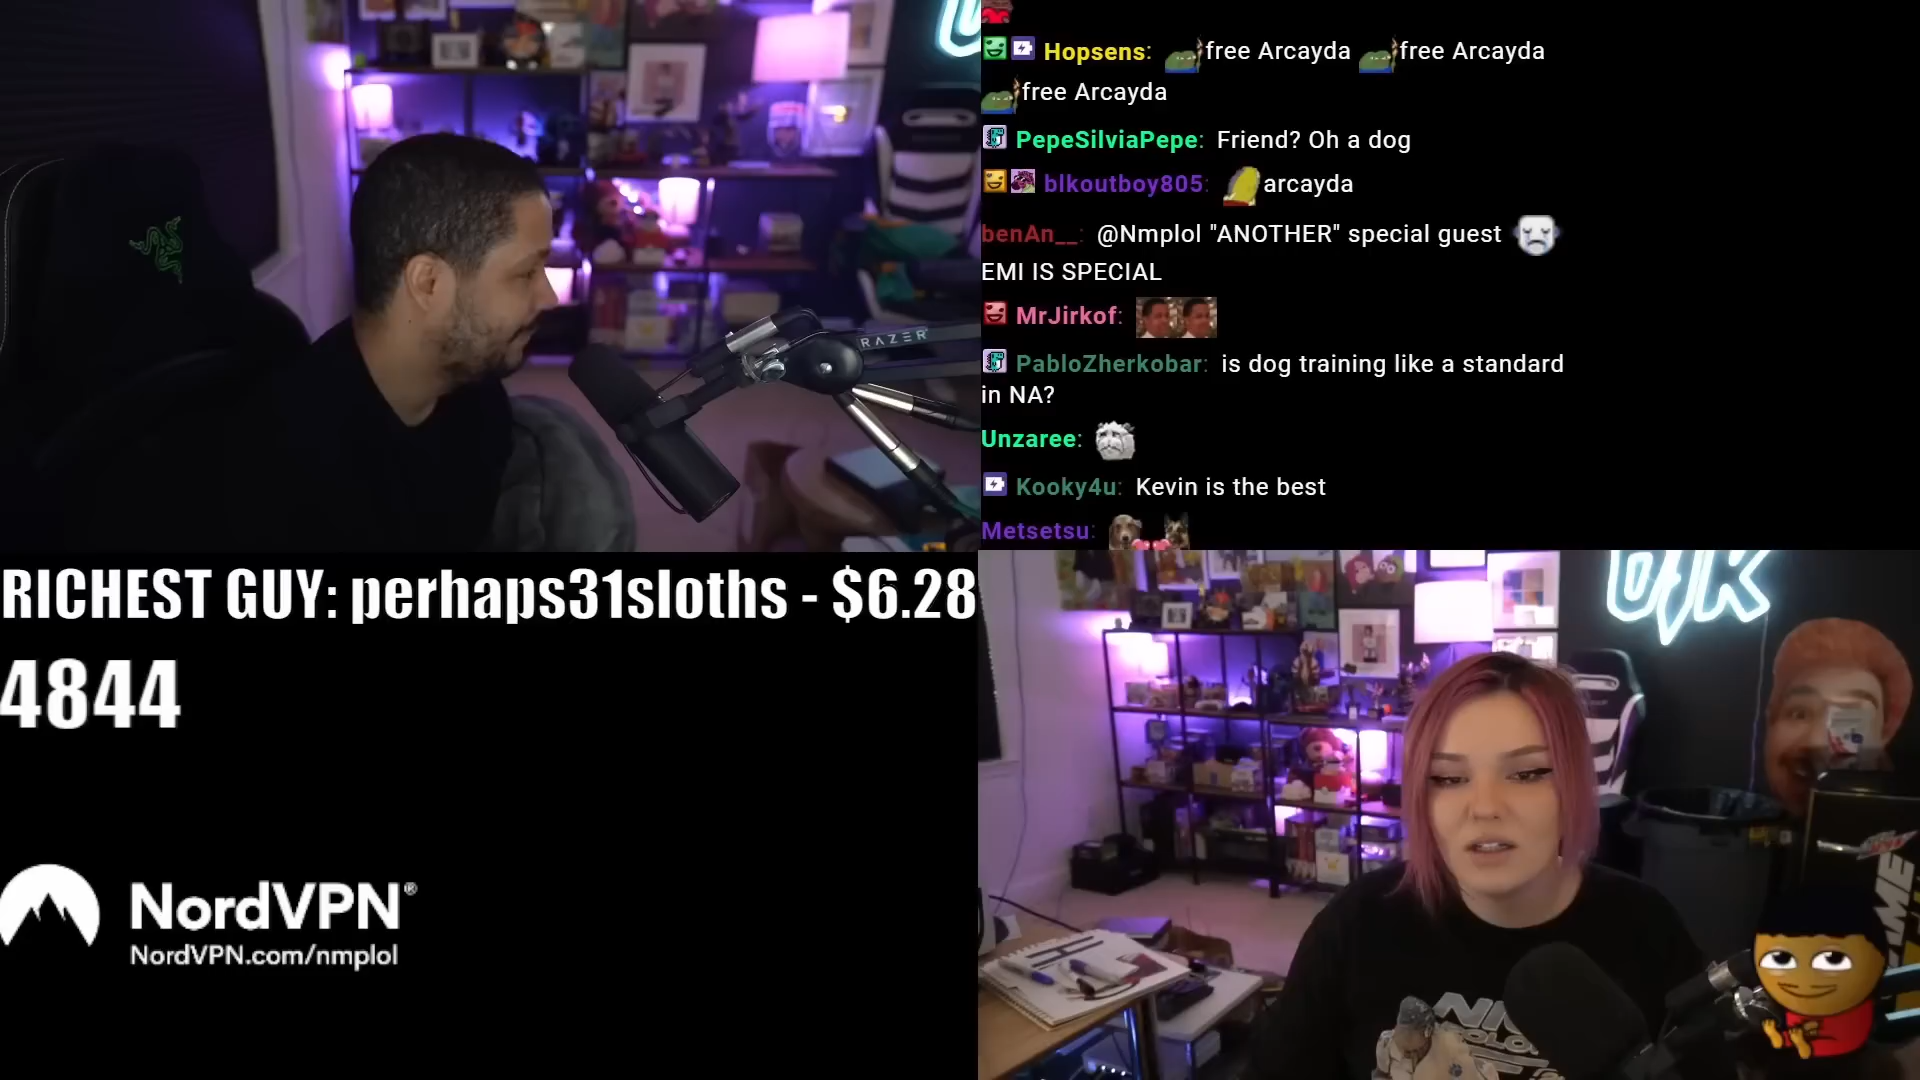 Hopsens: free Arcayda free Arcayda
free Arcayda
PepeSilviaPepe: Friend? Oh a dog
blkoutboy805: arcayda
benAn__: @Nmplol "ANOTHER" special guest
EMI IS SPECIAL
MrJirkof:
PabloZherkobar: is dog training like a standard
in NA?
Unzaree:
Kooky4u: Kevin is the best
Metsetsu:
RAZER
RICHEST GUY: perhaps31sloths - $6.28
4844
NordVPN®
NordVPN.com/nmplol